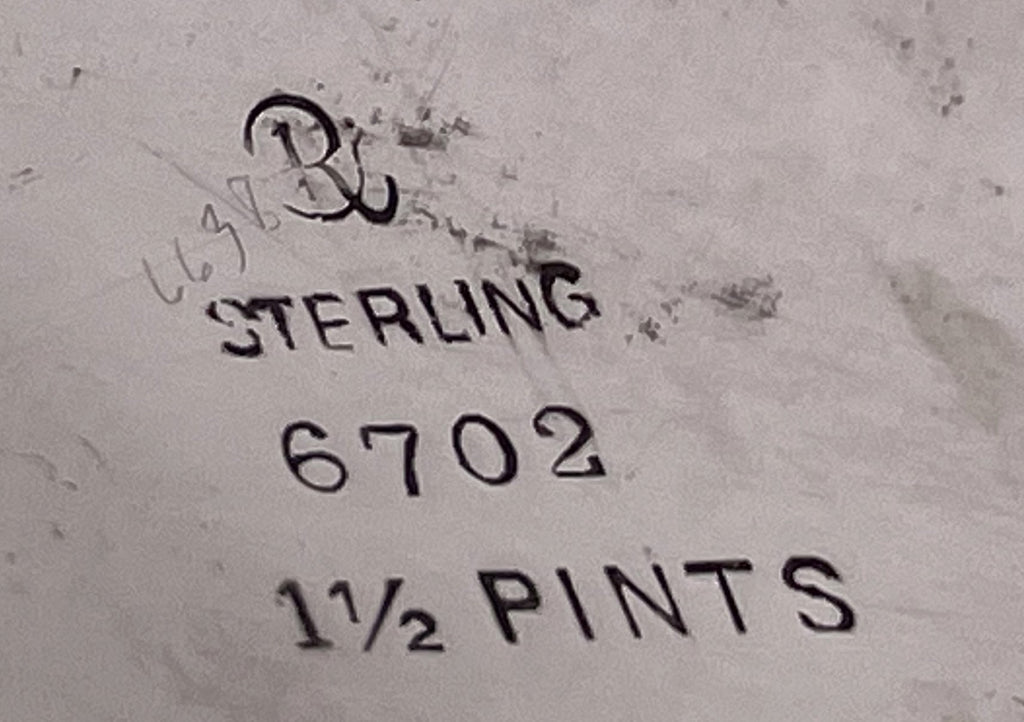 STERLING
6702
1½ PINTS